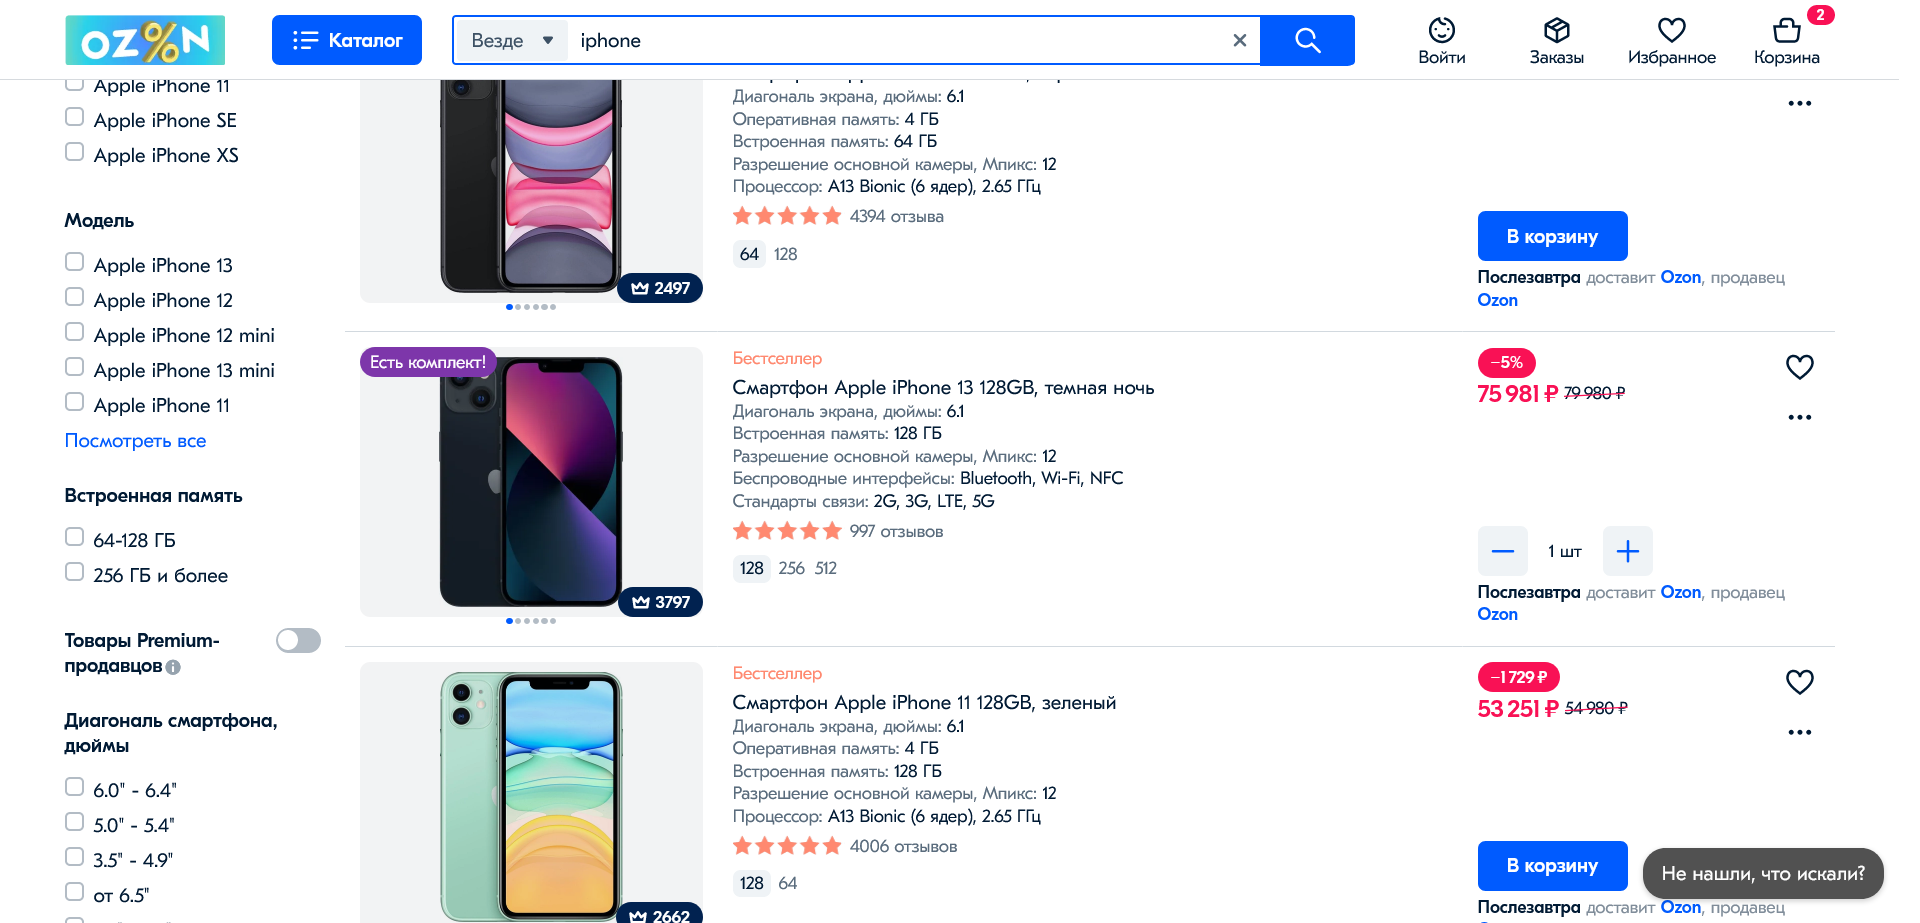 OZ%N
Каталог
Везде
iphone
Войти
Заказы
Избранное
2
Корзина
Apple iPhone 11
Apple iPhone SE
Apple iPhone XS
Модель
Apple iPhone 13
Apple iPhone 12
Apple iPhone 12 mini
Apple iPhone 13 mini
Apple iPhone 11
Посмотреть все
Встроенная память
64-128 ГБ
256 ГБ и более
Товары Premium-
продавцов
Диагональ смартфона,
дюймы
6.0" - 6.4"
5.0" - 5.4"
3.5" - 4.9"
от 6.5"
2497
Диагональ экрана, дюймы: 6.1
Оперативная память: 4 ГБ
Встроенная память: 64 ГБ
Разрешение основной камеры, Мпикс: 12
Процессор: A13 Bionic (6 ядер), 2.65 ГГц
4394 отзыва
64 128
В корзину
Послезавтра доставит Ozon, продавец
Ozon
Есть комплект!
3797
Бестселлер
Смартфон Apple iPhone 13 128GB, темная ночь
Диагональ экрана, дюймы: 6.1
Встроенная память: 128 ГБ
Разрешение основной камеры, Мпикс: 12
Беспроводные интерфейсы: Bluetooth, Wi-Fi, NFC
Стандарты связи: 2G, 3G, LTE, 5G
997 отзывов
128 256 512
−5%
75 981 ₽ 79 980 ₽
1 шт
Послезавтра доставит Ozon, продавец
Ozon
2662
Бестселлер
Смартфон Apple iPhone 11 128GB, зеленый
Диагональ экрана, дюймы: 6.1
Оперативная память: 4 ГБ
Встроенная память: 128 ГБ
Разрешение основной камеры, Мпикс: 12
Процессор: A13 Bionic (6 ядер), 2.65 ГГц
4006 отзывов
128 64
−1 729 ₽
53 251 ₽ 54 980 ₽
В корзину
Послезавтра доставит Ozon, продавец
Не нашли, что искали?